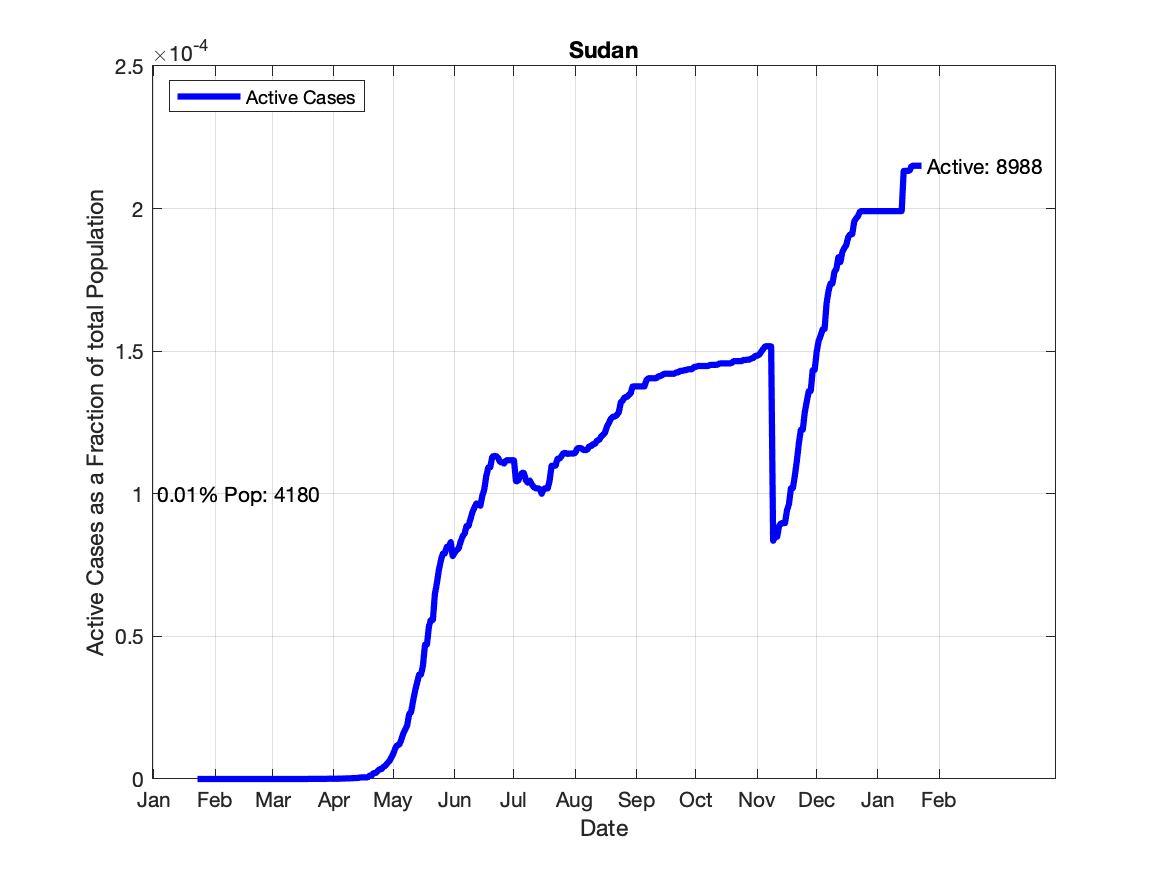 Sudan
×10-4
Active Cases
2.5
2
1.5
1
0.5
0
Active Cases as a Fraction of total Population
Active: 8988
0.01% Pop: 4180
Jan Feb Mar Apr May Jun Jul Aug Sep Oct Nov Dec Jan Feb
Date